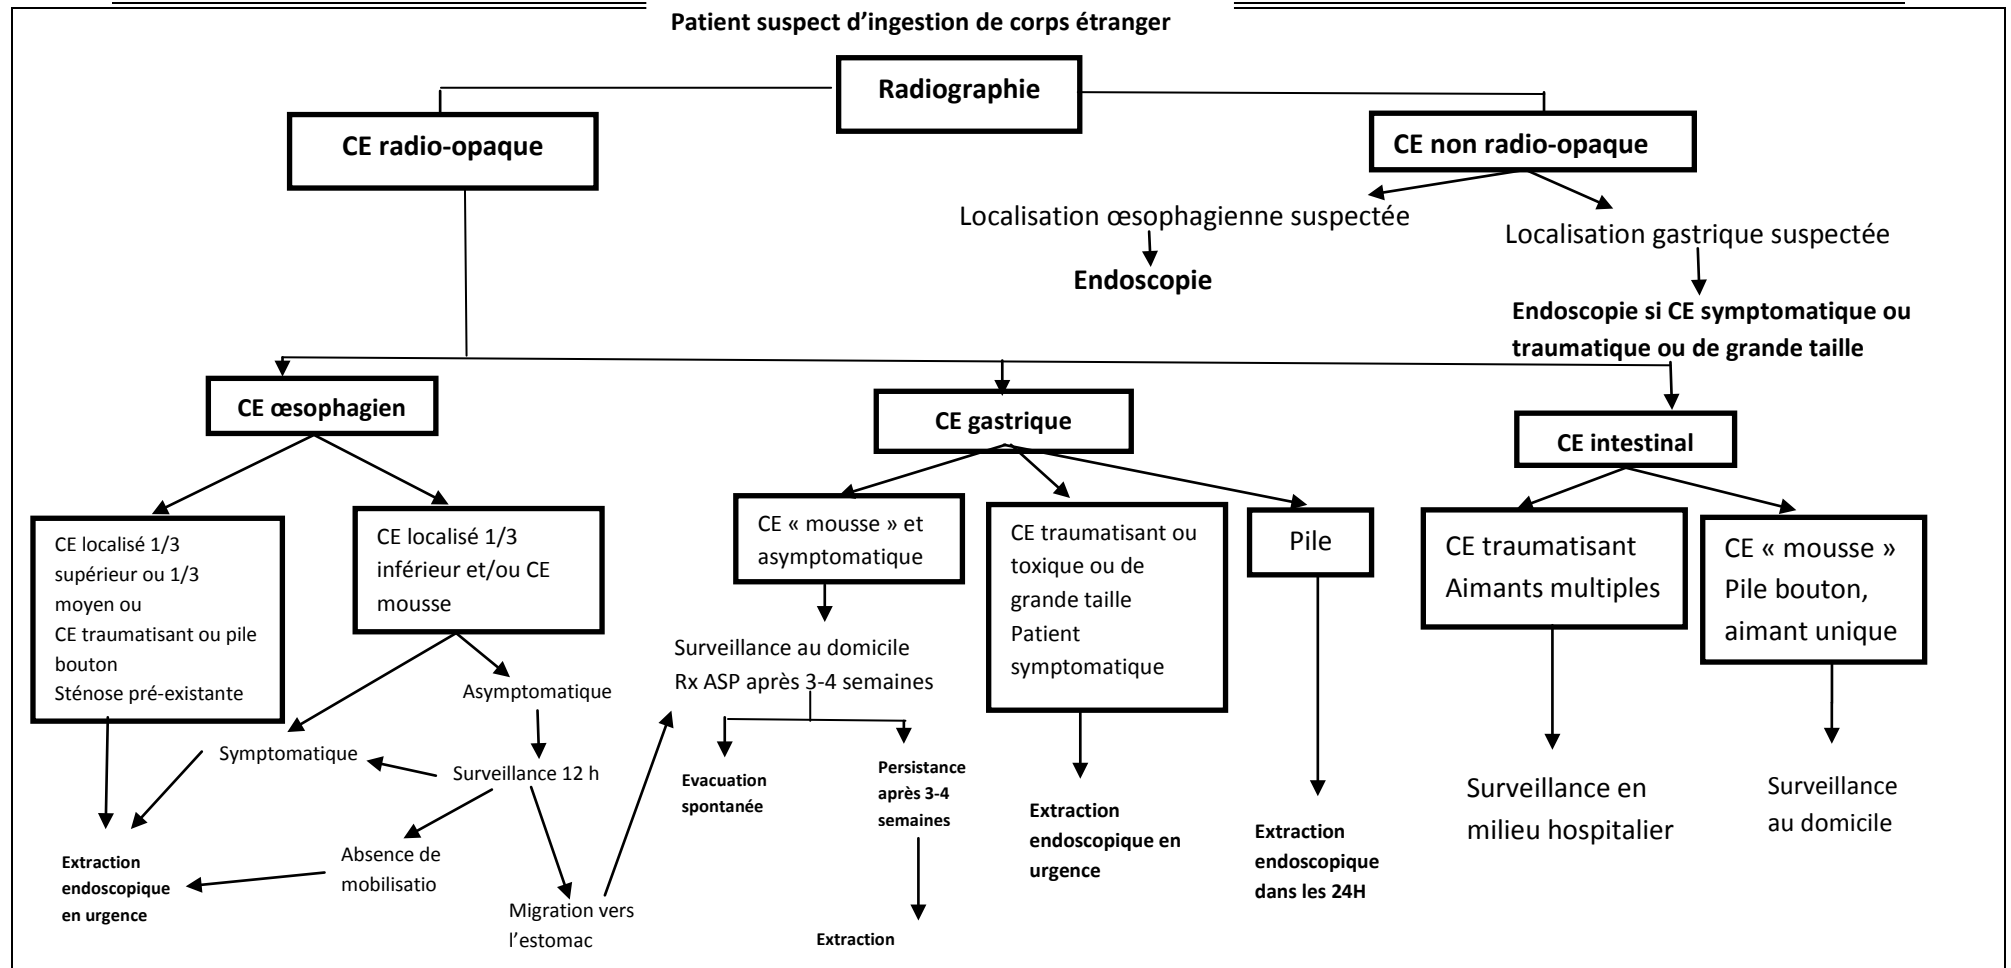 Patient suspect d’ingestion de corps étranger
Radiographie
CE radio-opaque
CE non radio-opaque
Localisation œsophagienne suspectée
Endoscopie
Localisation gastrique suspectée
Endoscopie si CE symptomatique ou
traumatique ou de grande taille
CE œsophagien
CE gastrique
CE intestinal
CE localisé 1/3
supérieur ou 1/3
moyen ou
CE traumatisant ou pile
bouton
Sténose pré-existante
CE localisé 1/3
inférieur et/ou CE
mousse
Asymptomatique
Symptomatique
Surveillance 12 h
Absence de
mobilisatio
Extraction
endoscopique
en urgence
Migration vers
l’estomac
CE « mousse » et
asymptomatique
Surveillance au domicile
Rx ASP après 3-4 semaines
Evacuation
spontanée
Persistance
après 3-4
semaines
Extraction
CE traumatisant ou
toxique ou de
grande taille
Patient
symptomatique
Extraction
endoscopique en
urgence
Pile
Extraction
endoscopique
dans les 24H
CE traumatisant
Aimants multiples
Surveillance en
milieu hospitalier
CE « mousse »
Pile bouton,
aimant unique
Surveillance
au domicile